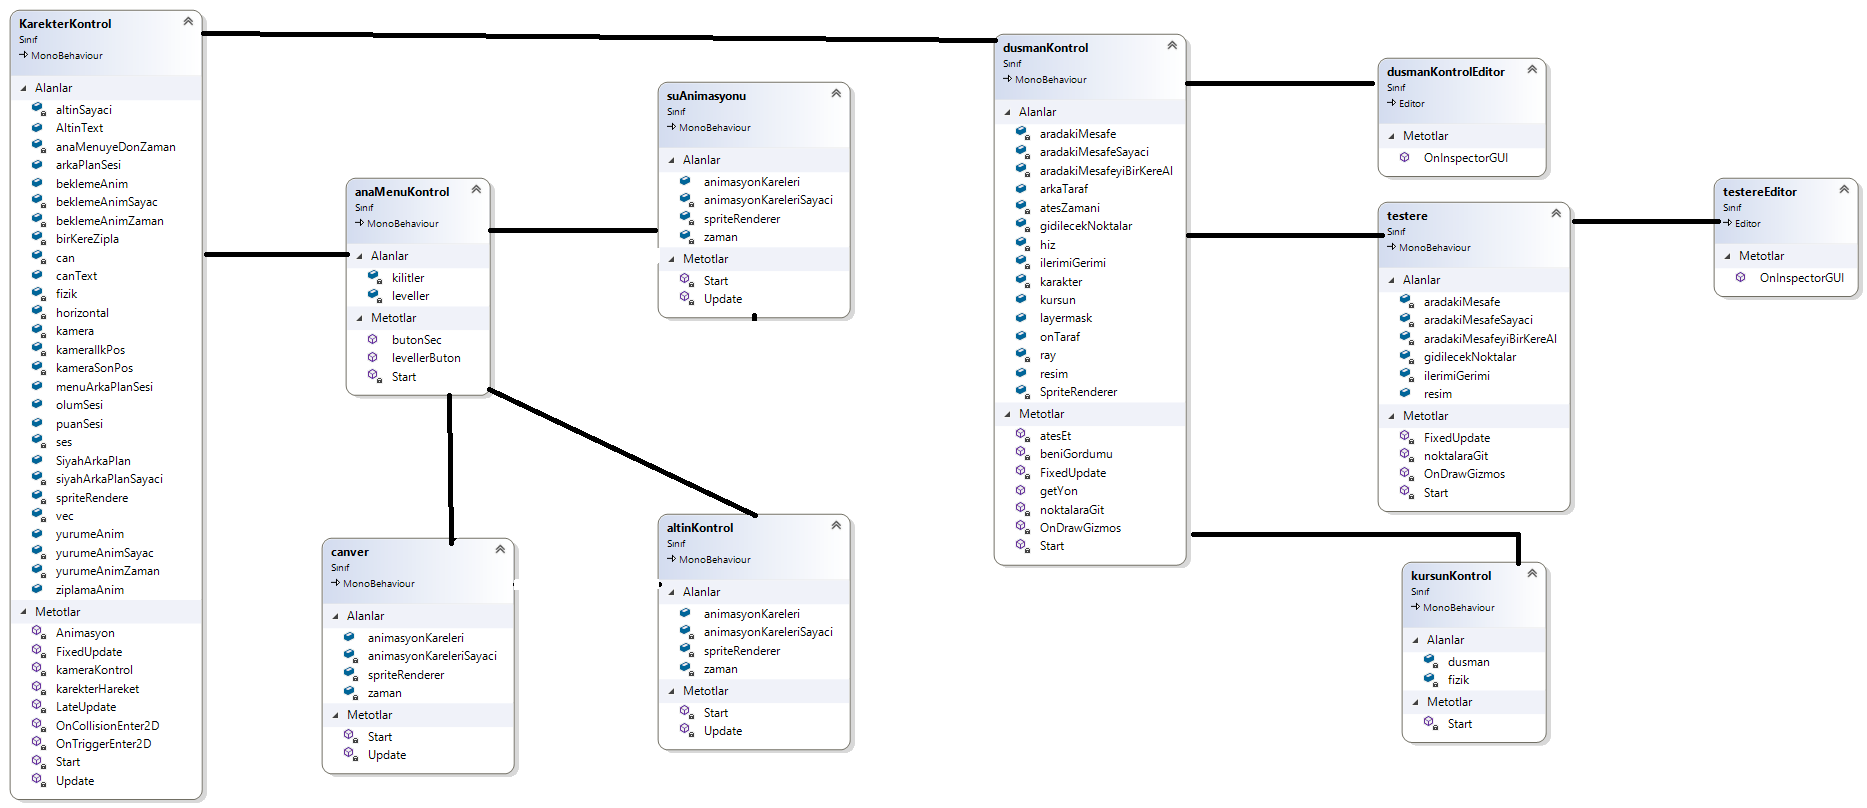 KarekterKontrol
Sınıf
MonoBehaviour
Alanlar
altinSayaci
AltinText
anaMenuyeDonZaman
arkaPlanSesi
beklemeAnim
beklemeAnimSayac
beklemeAnimZaman
birKereZipla
can
canText
fizik
horizontal
kamera
kameraIlkPos
kameraSonPos
menuArkaPlanSesi
olumSesi
puanSesi
ses
SiyahArkaPlan
siyahArkaPlanSayaci
spriteRendere
vec
yurumeAnim
yurumeAnimSayac
yurumeAnimZaman
ziplamaAnim
Metotlar
Animasyon
FixedUpdate
kameraKontrol
karekterHareket
LateUpdate
OnCollisionEnter2D
OnTriggerEnter2D
Start
Update
anaMenuKontrol
Sınıf
MonoBehaviour
Alanlar
kilitler
leveller
Metotlar
butonSec
levellerButon
Start
canver
Sınıf
MonoBehaviour
Alanlar
animasyonKareleri
animasyonKareleriSayaci
spriteRenderer
zaman
Metotlar
Start
Update
suAnimasyonu
Sınıf
MonoBehaviour
Alanlar
animasyonKareleri
animasyonKareleriSayaci
spriteRenderer
zaman
Metotlar
Start
Update
altinKontrol
Sınıf
MonoBehaviour
Alanlar
animasyonKareleri
animasyonKareleriSayaci
spriteRenderer
zaman
Metotlar
Start
Update
dusmanKontrol
Sınıf
MonoBehaviour
Alanlar
aradakiMesafe
aradakiMesafeSayaci
aradakiMesafeyiBirKereAl
arkaTaraf
atesZamani
gidilecekNoktalar
hiz
ilerimiGerimi
karakter
kursun
layermask
onTaraf
ray
resim
SpriteRenderer
Metotlar
atesEt
beniGordumu
FixedUpdate
getYon
noktalaraGit
OnDrawGizmos
Start
dusmanKontrolEditor
Sınıf
Editor
Metotlar
OnInspectorGUI
testere
Sınıf
MonoBehaviour
Alanlar
aradakiMesafe
aradakiMesafeSayaci
aradakiMesafeyiBirKereAl
gidilecekNoktalar
ilerimiGerimi
resim
Metotlar
FixedUpdate
noktalaraGit
OnDrawGizmos
Start
kursunKontrol
Sınıf
MonoBehaviour
Alanlar
dusman
fizik
Metotlar
Start
testereEditor
Sınıf
Editor
Metotlar
OnInspectorGUI